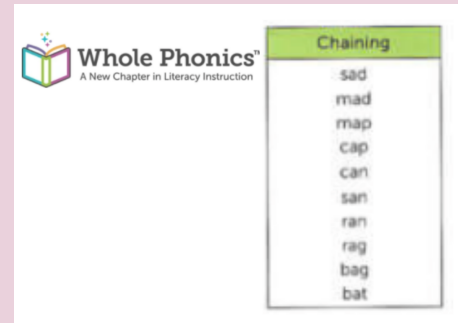 Whole Phonics™
A New Chapter in Literacy Instruction
Chaining
sad
mad
map
cap
can
san
ran
rag
bag
bat